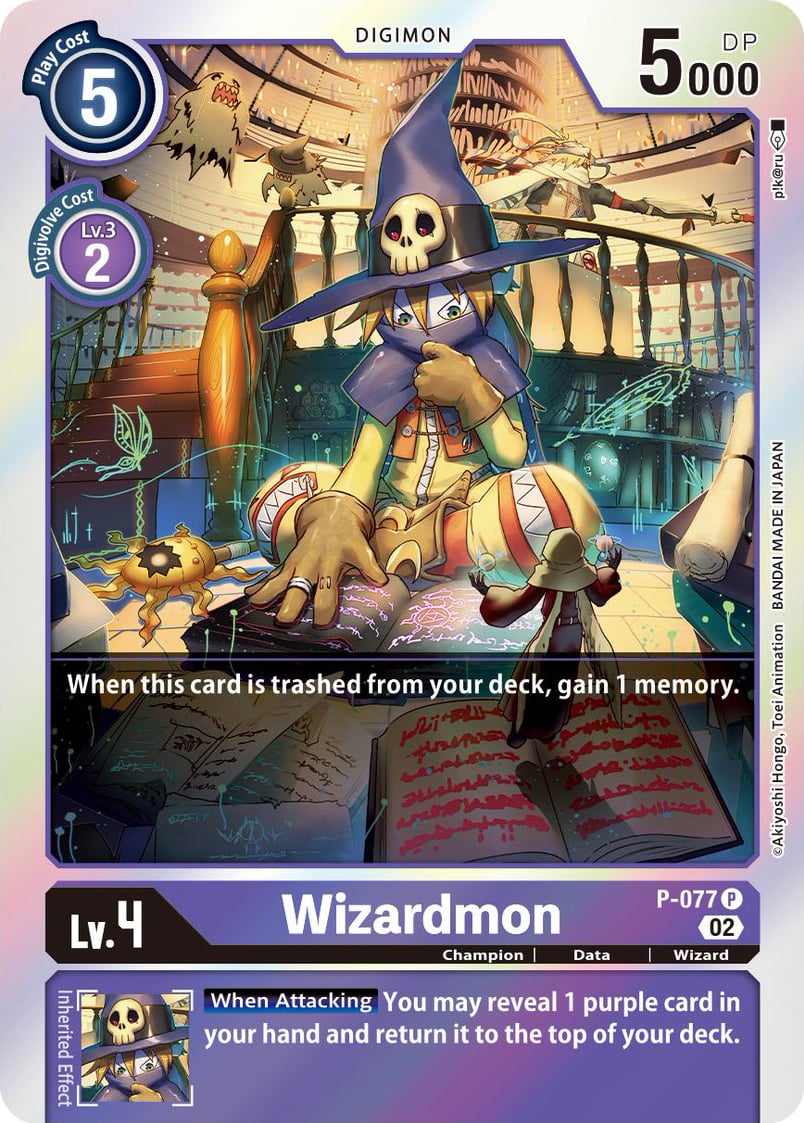 DIGIMON
Play Cost
5
5000
DP
Digivolve Cost
Lv.3
2
p!k@ru
When this card is trashed from your deck, gain 1 memory.
©Akiyoshi Hongo, Toei Animation BANDAI MADE IN JAPAN
Lv.4
Wizardmon
P-077 P
02
Champion | Data | Wizard
Inherited Effect
When Attacking You may reveal 1 purple card in
your hand and return it to the top of your deck.